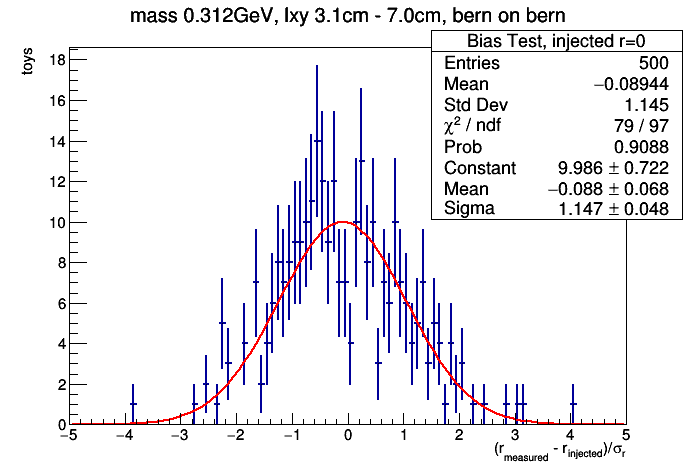 mass 0.312GeV, lxy 3.1cm - 7.0cm, bern on bern
Bias Test, injected r=0
Entries 500
Mean −0.08944
Std Dev 1.145
χ² / ndf 79 / 97
Prob 0.9088
Constant 9.986 ± 0.722
Mean −0.088 ± 0.068
Sigma 1.147 ± 0.048
toys
18
16
14
12
10
8
6
4
2
0
−5 −4 −3 −2 −1 0 1 2 3 4 5
(r_measured - r_injected)/σ_r